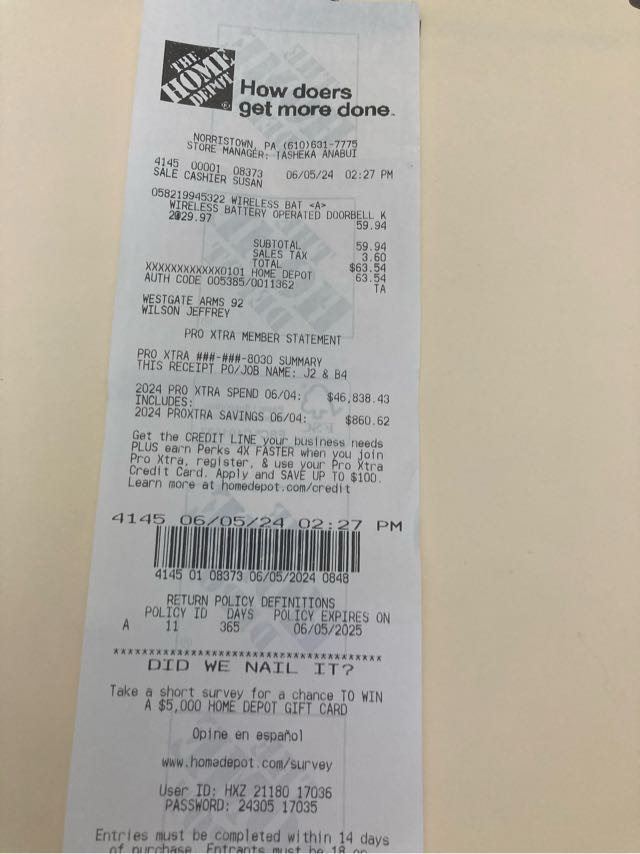 THE
HOME
DEPOT
®
How doers
get more done.
NORRISTOWN, PA (610)631-7775
STORE MANAGER: TASHEKA ANABUI
4145 00001 08373 06/05/24 02:27 PM
SALE CASHIER SUSAN
058219945322 WIRELESS BAT <A>
WIRELESS BATTERY OPERATED DOORBELL K
2@29.97 59.94
SUBTOTAL 59.94
SALES TAX 3.60
TOTAL $63.54
XXXXXXXXXXXX0101 HOME DEPOT 63.54
AUTH CODE 005385/0011362 TA
WESTGATE ARMS 92
WILSON JEFFREY
PRO XTRA MEMBER STATEMENT
PRO XTRA ###-###-8030 SUMMARY
THIS RECEIPT PO/JOB NAME: J2 & B4
2024 PRO XTRA SPEND 06/04: $46,838.43
INCLUDES:
2024 PROXTRA SAVINGS 06/04: $860.62
Get the CREDIT LINE your business needs
PLUS earn Perks 4X FASTER when you join
Pro Xtra, register, & use your Pro Xtra
Credit Card. Apply and SAVE UP TO $100.
Learn more at homedepot.com/credit
4145 06/05/24 02:27 PM
4145 01 08373 06/05/2024 0848
RETURN POLICY DEFINITIONS
POLICY ID DAYS POLICY EXPIRES ON
A 11 365 06/05/2025
****************************************
DID WE NAIL IT?
Take a short survey for a chance TO WIN
A $5,000 HOME DEPOT GIFT CARD
Opine en español
www.homedepot.com/survey
User ID: HXZ 21180 17036
PASSWORD: 24305 17035
Entries must be completed within 14 days
of purchase. Entrants must be 18 or